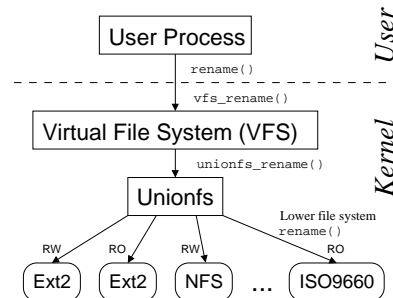 User Process
User
rename()
vfs_rename()
Virtual File System (VFS)
Kernel
unionfs_rename()
Unionfs
Lower file system
rename()
RW RO RW RO
Ext2 Ext2 NFS ... ISO9660